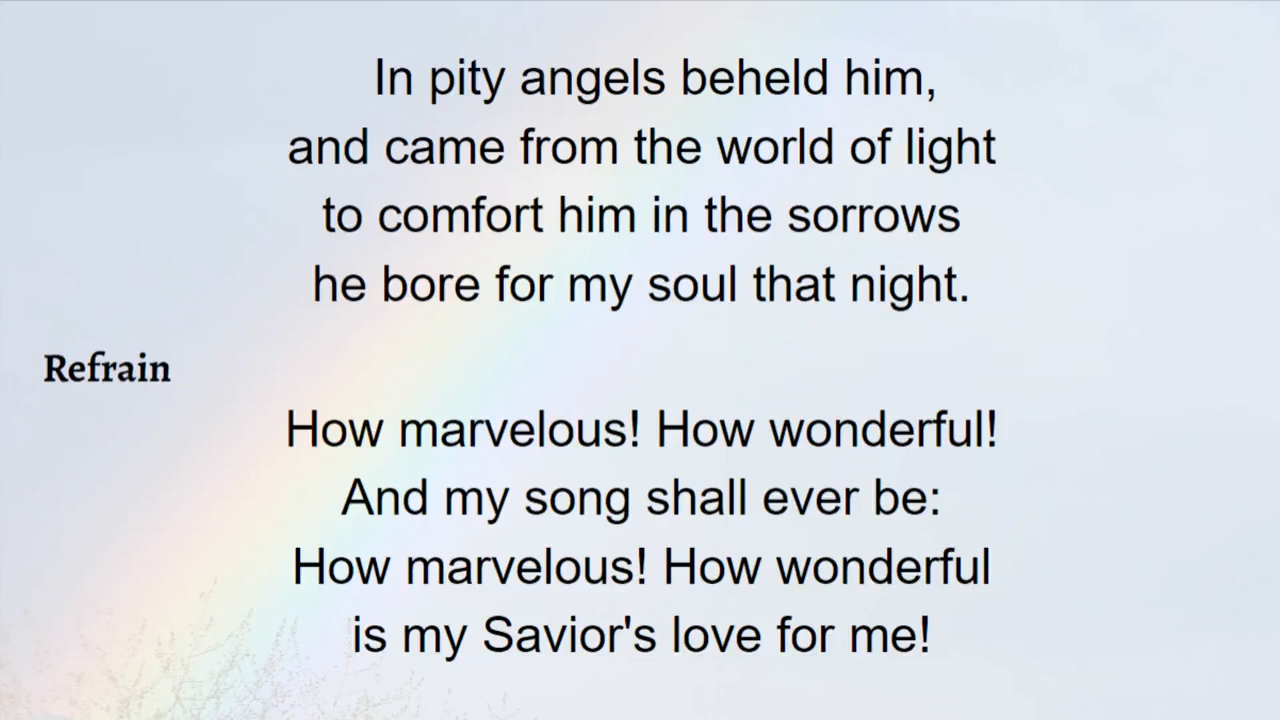 In pity angels beheld him,
and came from the world of light
to comfort him in the sorrows
he bore for my soul that night.
Refrain
How marvelous! How wonderful!
And my song shall ever be:
How marvelous! How wonderful
is my Savior's love for me!